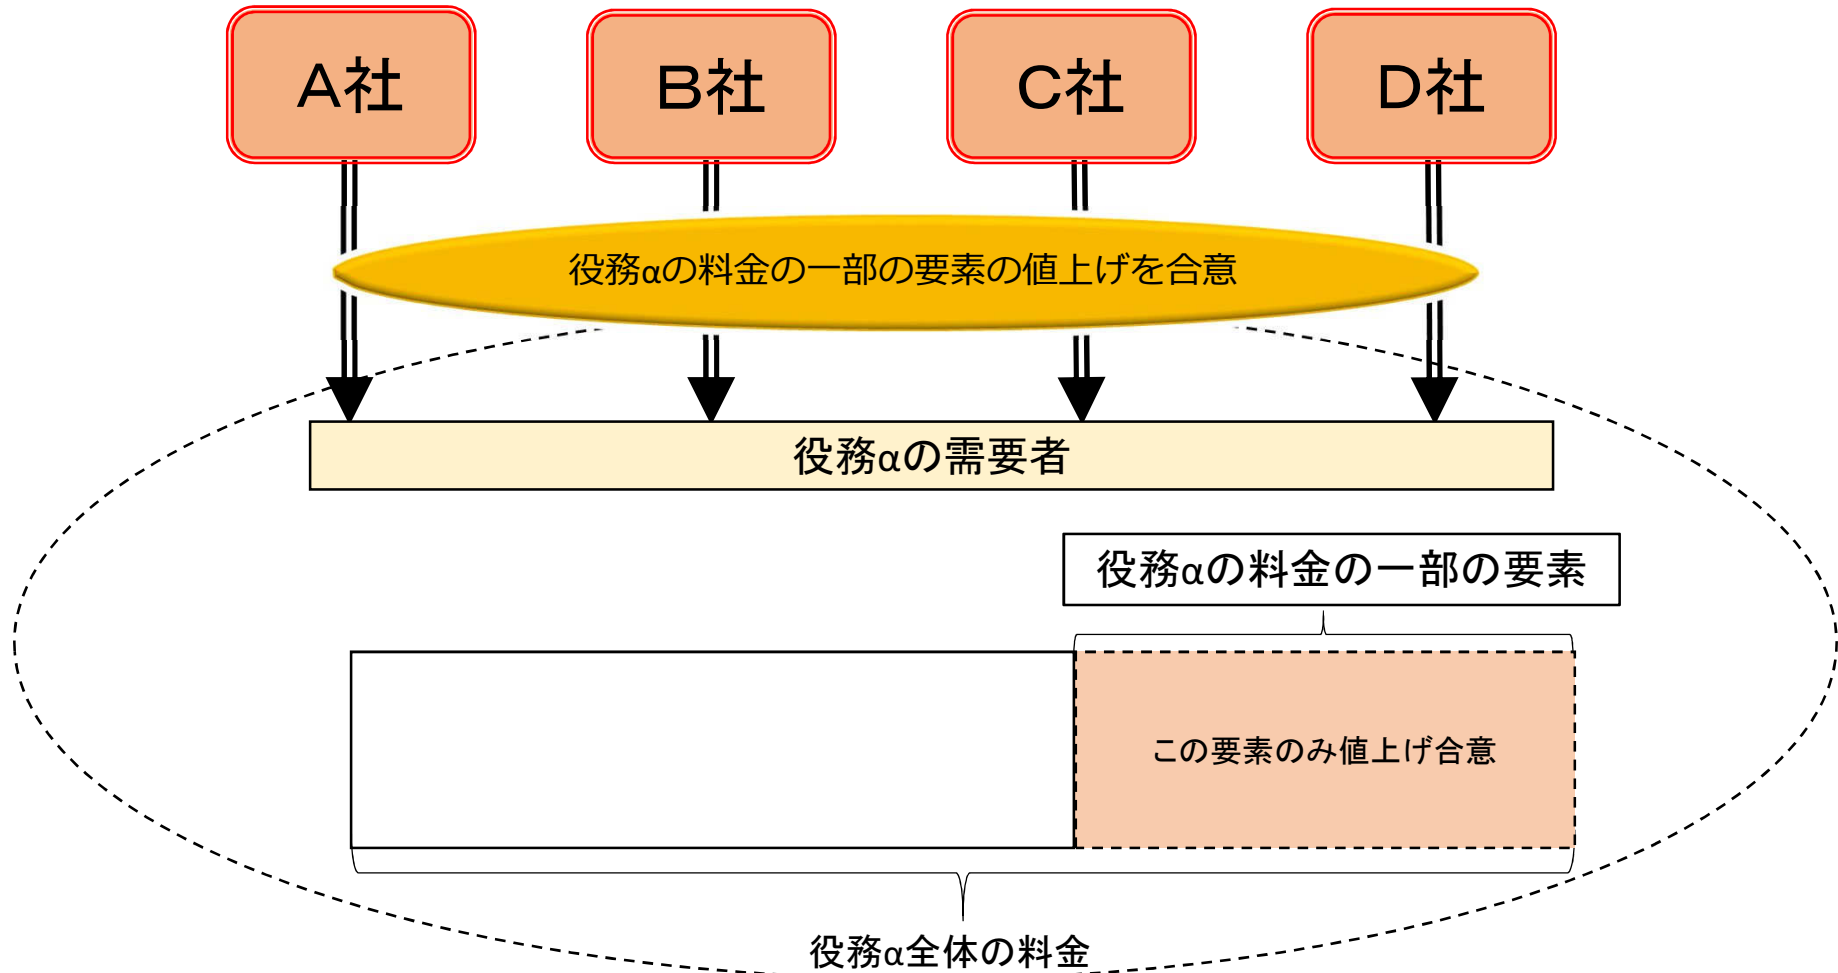 A社
B社
C社
D社
役務αの料金の一部の要素の値上げを合意
役務αの需要者
役務αの料金の一部の要素
この要素のみ値上げ合意
役務α全体の料金